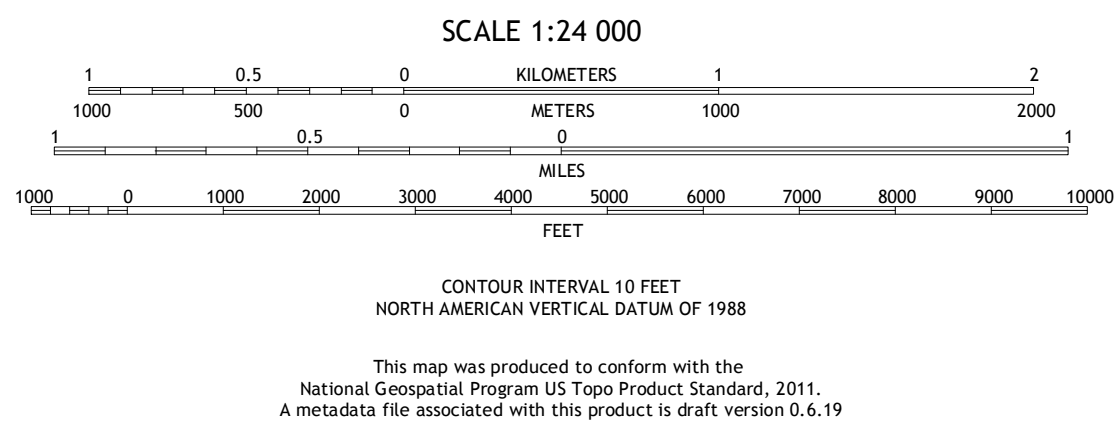 SCALE 1:24 000
1 0.5 0 KILOMETERS 1 2
1000 500 0 METERS 1000 2000
1 0.5 0 1
MILES
1000 0 1000 2000 3000 4000 5000 6000 7000 8000 9000 10000
FEET
CONTOUR INTERVAL 10 FEET
NORTH AMERICAN VERTICAL DATUM OF 1988
This map was produced to conform with the
National Geospatial Program US Topo Product Standard, 2011.
A metadata file associated with this product is draft version 0.6.19